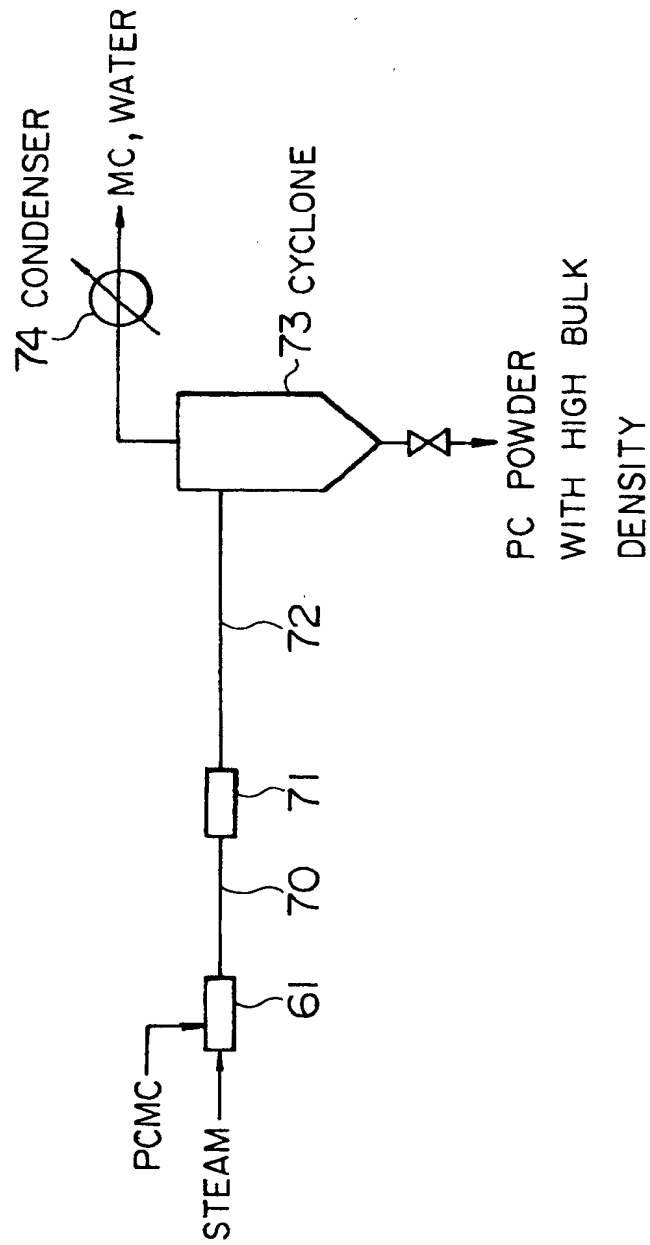 PCMC
STEAM
61
70
71
72
73 CYCLONE
74 CONDENSER
MC, WATER
PC POWDER
WITH HIGH BULK
DENSITY